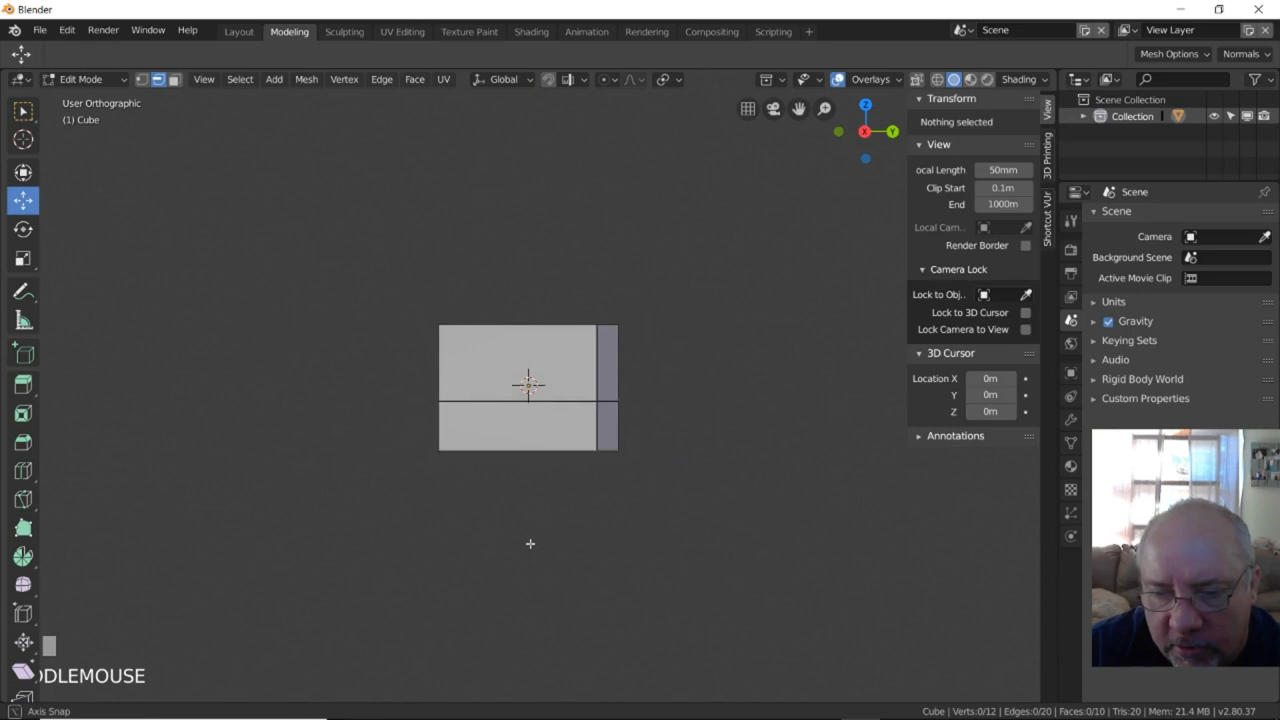 Blender
File Edit Render Window Help
Layout Modeling Sculpting UV Editing Texture Paint Shading Animation Rendering Compositing Scripting +
Scene
View Layer
Mesh Options
Normals
Edit Mode
View Select Add Mesh Vertex Edge Face UV
Global
Overlays
Shading
User Orthographic
(1) Cube
Z
X
Y
Transform
Nothing selected
View
ocal Length 50mm
Clip Start 0.1m
End 1000m
Local Cam..
Render Border
Camera Lock
Lock to Obj..
Lock to 3D Cursor
Lock Camera to View
3D Cursor
Location X 0m
Y 0m
Z 0m
Annotations
View
3D Printing
Shortcut VUr
Scene Collection
Collection
Scene
Scene
Camera
Background Scene
Active Movie Clip
Units
Gravity
Keying Sets
Audio
Rigid Body World
Custom Properties
DDLEMOUSE
Axis Snap
Cube | Verts:0/12 | Edges:0/20 | Faces:0/10 | Tris:20 | Mem: 21.4 MB | v2.80.37